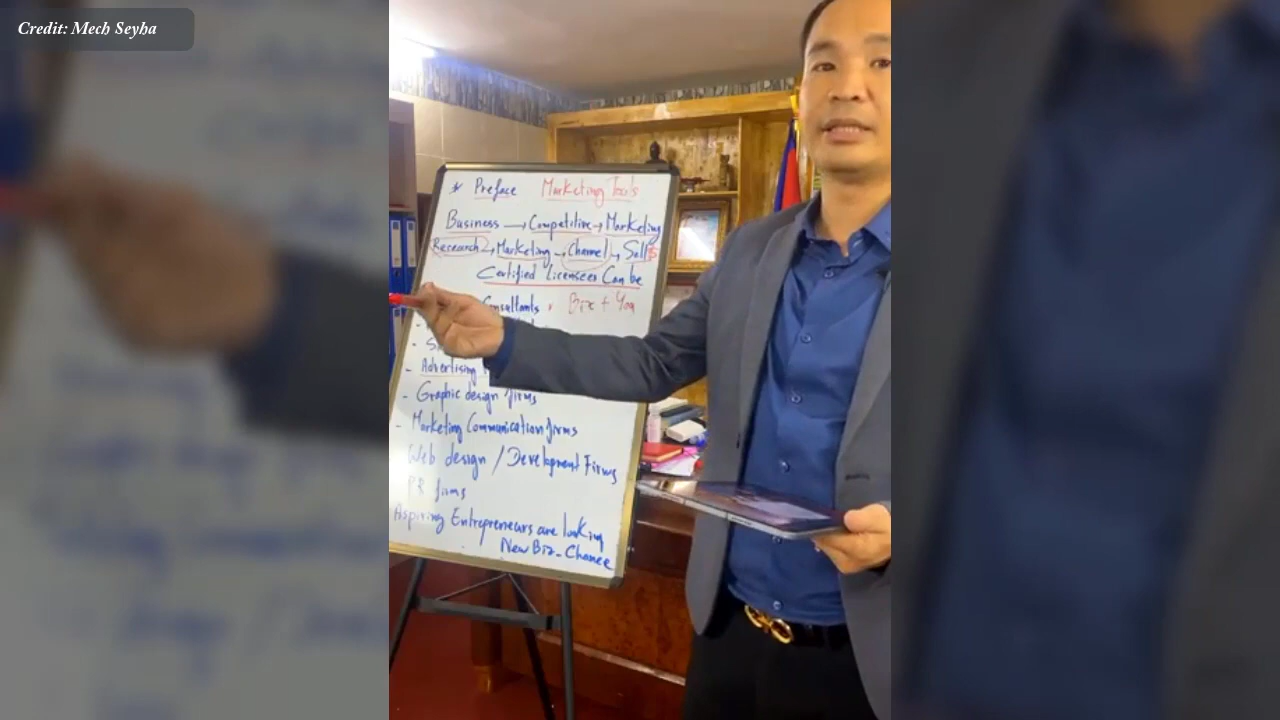 Credit: Mech Seyha
* Preface Marketing Tools
Business → Competitive → Marketing
Research → Marketing → Channel → Sell $
Certified Licensees Can be
Consultants * Biz + You
- Advertising
- Graphic design firms
- Marketing Communication firms
Web design / Development Firms
PR firms
Aspiring Entrepreneurs are looking
New Biz - Chance